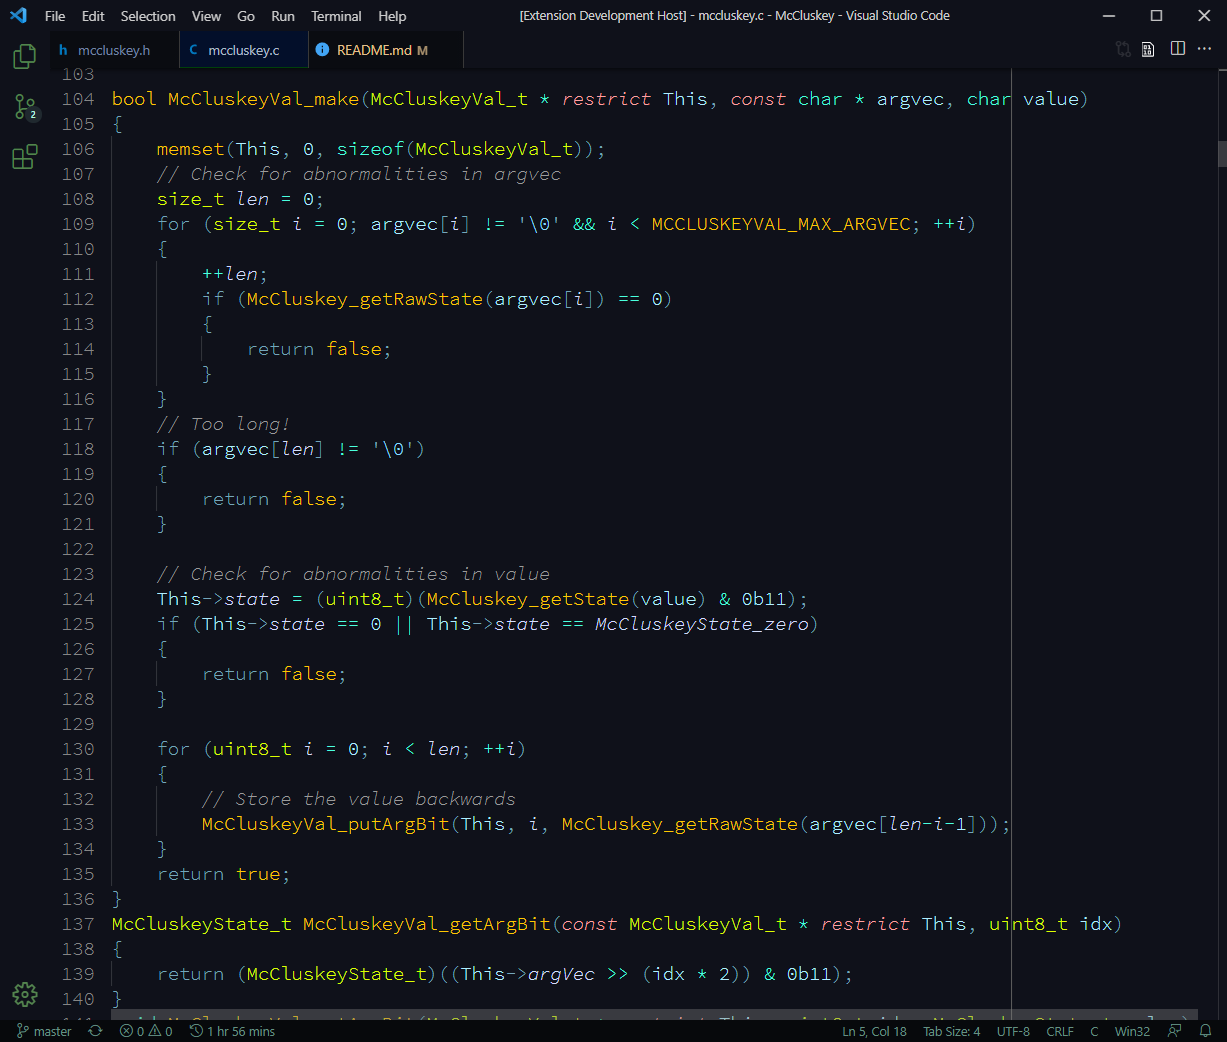 File Edit Selection View Go Run Terminal Help [Extension Development Host] - mccluskey.c - McCluskey - Visual Studio Code
h mccluskey.h C mccluskey.c README.md M
2
103
104 bool McCluskeyVal_make(McCluskeyVal_t * restrict This, const char * argvec, char value)
105 {
106     memset(This, 0, sizeof(McCluskeyVal_t));
107     // Check for abnormalities in argvec
108     size_t len = 0;
109     for (size_t i = 0; argvec[i] != '\0' && i < MCCLUSKEYVAL_MAX_ARGVEC; ++i)
110     {
111         ++len;
112         if (McCluskey_getRawState(argvec[i]) == 0)
113         {
114             return false;
115         }
116     }
117     // Too long!
118     if (argvec[len] != '\0')
119     {
120         return false;
121     }
122
123     // Check for abnormalities in value
124     This->state = (uint8_t)(McCluskey_getState(value) & 0b11);
125     if (This->state == 0 || This->state == McCluskeyState_zero)
126     {
127         return false;
128     }
129
130     for (uint8_t i = 0; i < len; ++i)
131     {
132         // Store the value backwards
133         McCluskeyVal_putArgBit(This, i, McCluskey_getRawState(argvec[len-i-1]));
134     }
135     return true;
136 }
137 McCluskeyState_t McCluskeyVal_getArgBit(const McCluskeyVal_t * restrict This, uint8_t idx)
138 {
139     return (McCluskeyState_t)((This->argVec >> (idx * 2)) & 0b11);
140 }
master 0 0 1 hr 56 mins Ln 5, Col 18 Tab Size: 4 UTF-8 CRLF C Win32